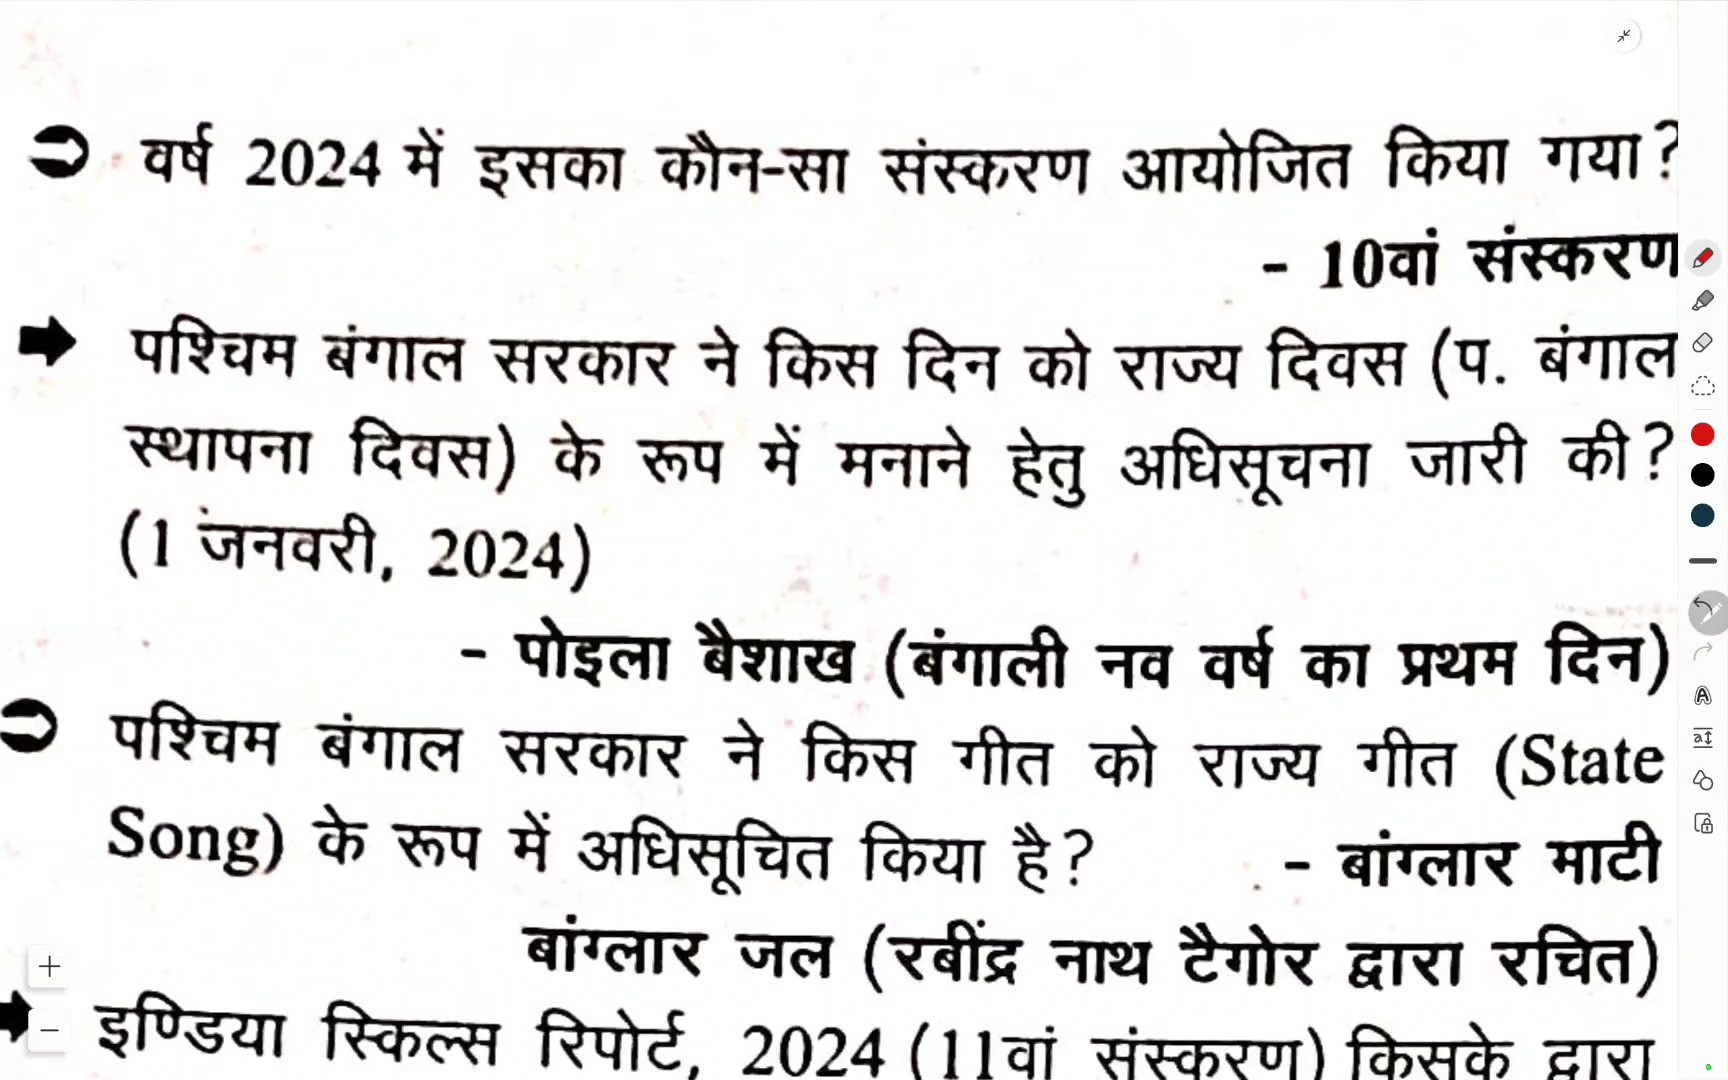 वर्ष 2024 में इसका कौन-सा संस्करण आयोजित किया गया?
- 10वां संस्करण
पश्चिम बंगाल सरकार ने किस दिन को राज्य दिवस (प. बंगाल
स्थापना दिवस) के रूप में मनाने हेतु अधिसूचना जारी की?
(1 जनवरी, 2024)
- पोइला बैशाख (बंगाली नव वर्ष का प्रथम दिन)
पश्चिम बंगाल सरकार ने किस गीत को राज्य गीत (State
Song) के रूप में अधिसूचित किया है? - बांग्लार माटी
बांग्लार जल (रबींद्र नाथ टैगोर द्वारा रचित)
इण्डिया स्किल्स रिपोर्ट, 2024 (11वां संस्करण) किसके द्वारा